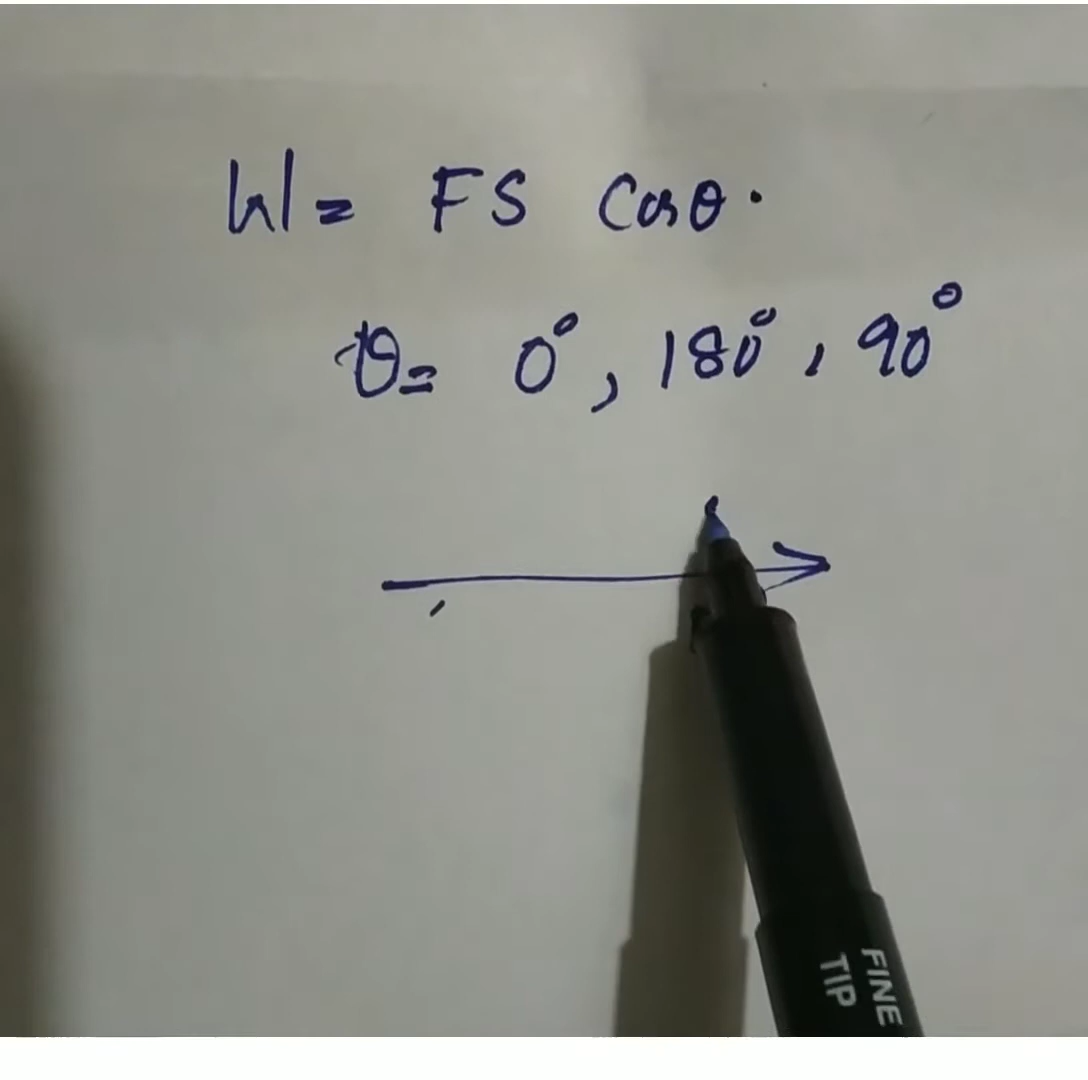 W = FS Cosθ.
θ = 0°, 180°, 90°
FINE
TIP